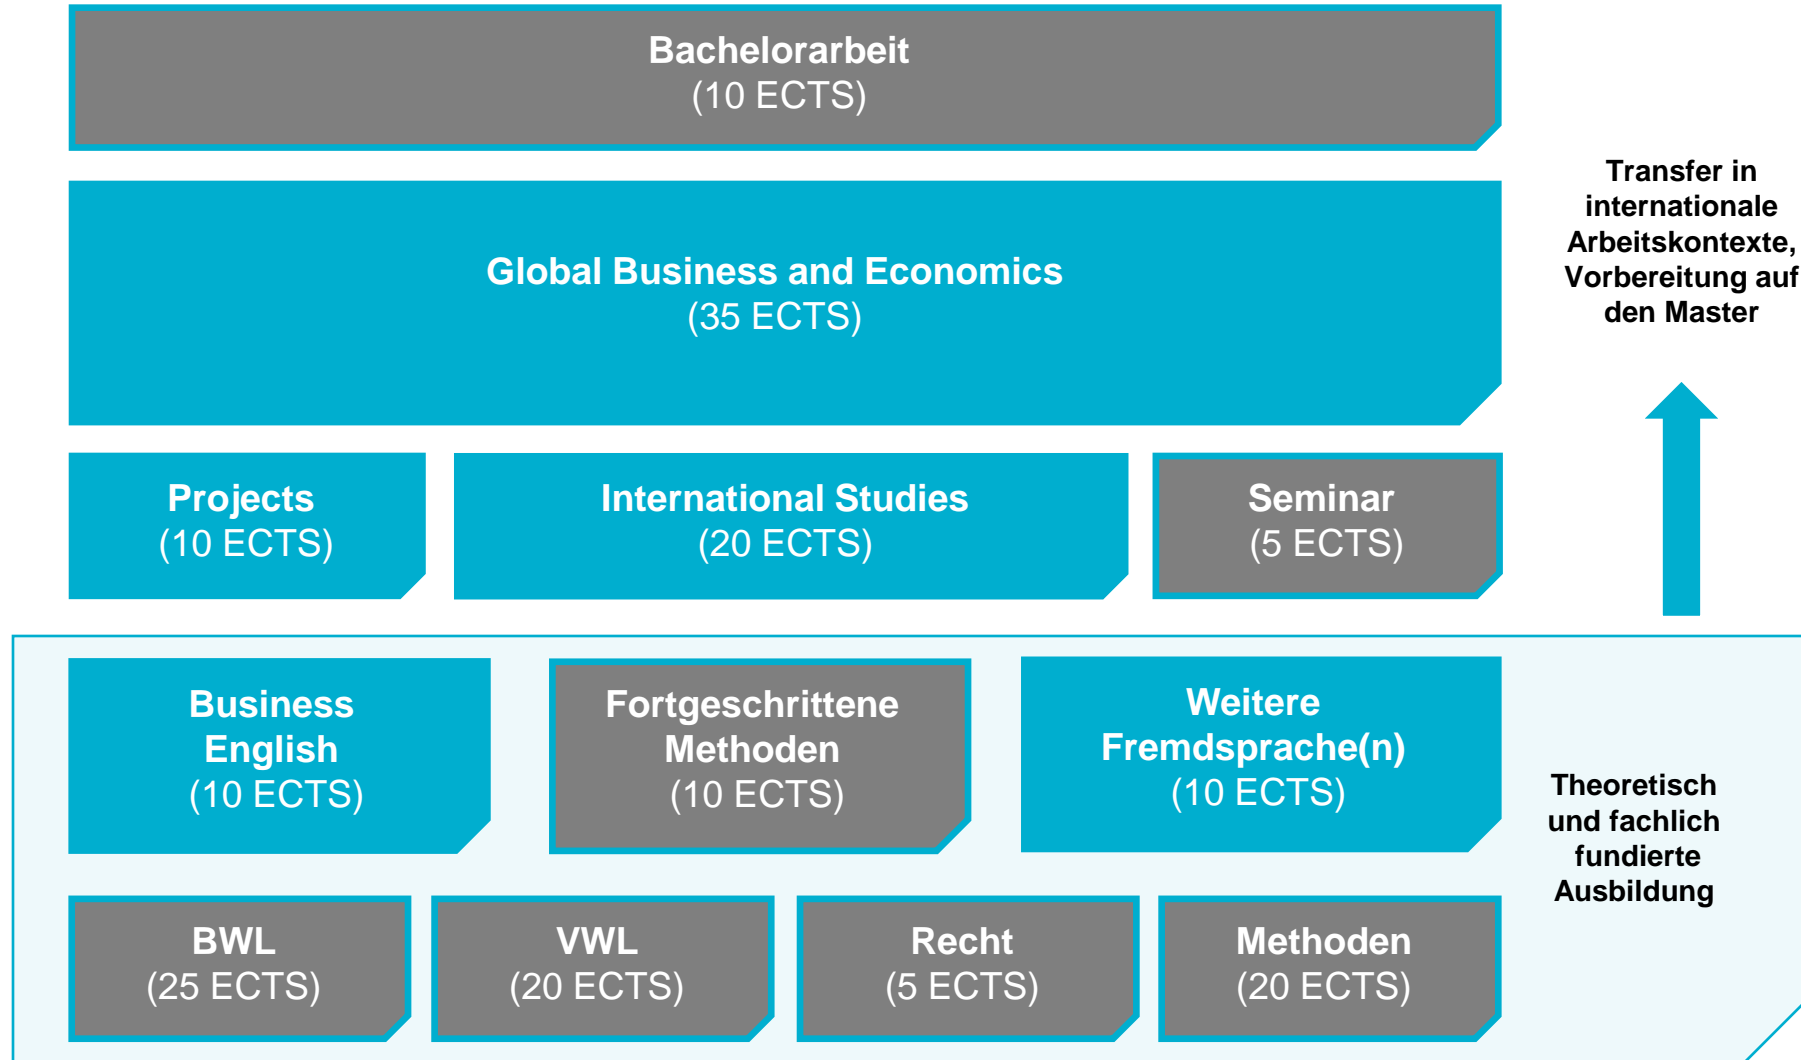 Bachelorarbeit
(10 ECTS)
Global Business and Economics
(35 ECTS)
Transfer in
internationale
Arbeitskontexte,
Vorbereitung auf
den Master
Projects
(10 ECTS)
International Studies
(20 ECTS)
Seminar
(5 ECTS)
Business
English
(10 ECTS)
Fortgeschrittene
Methoden
(10 ECTS)
Weitere
Fremdsprache(n)
(10 ECTS)
Theoretisch
und fachlich
fundierte
Ausbildung
BWL
(25 ECTS)
VWL
(20 ECTS)
Recht
(5 ECTS)
Methoden
(20 ECTS)